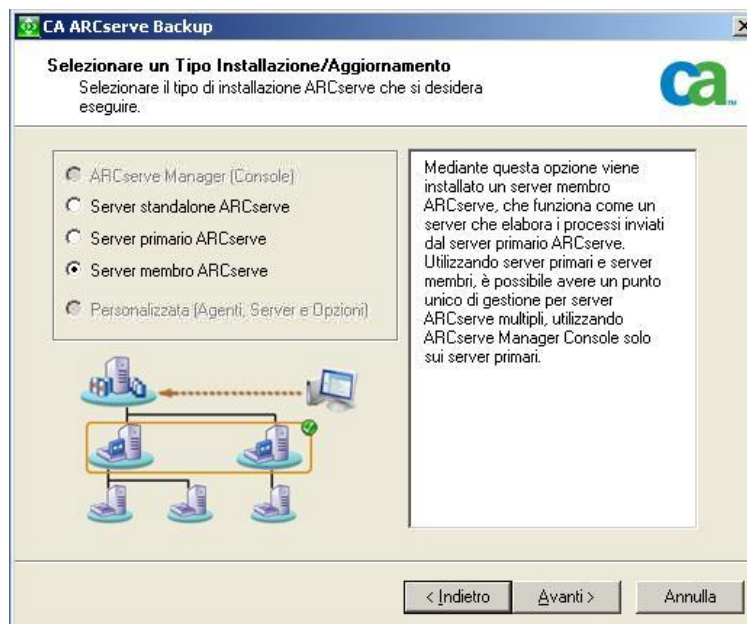 CA ARCserve Backup
Selezionare un Tipo Installazione/Aggiornamento
Selezionare il tipo di installazione ARCserve che si desidera
eseguire.
ca
ARCserve Manager (Console)
Server standalone ARCserve
Server primario ARCserve
Server membro ARCserve
Personalizzata (Agenti, Server e Opzioni)
Mediante questa opzione viene
installato un server membro
ARCserve, che funziona come un
server che elabora i processi inviati
dal server primario ARCserve.
Utilizzando server primari e server
membri, è possibile avere un punto
unico di gestione per server
ARCserve multipli, utilizzando
ARCserve Manager Console solo
sui server primari.
< Indietro
Avanti >
Annulla